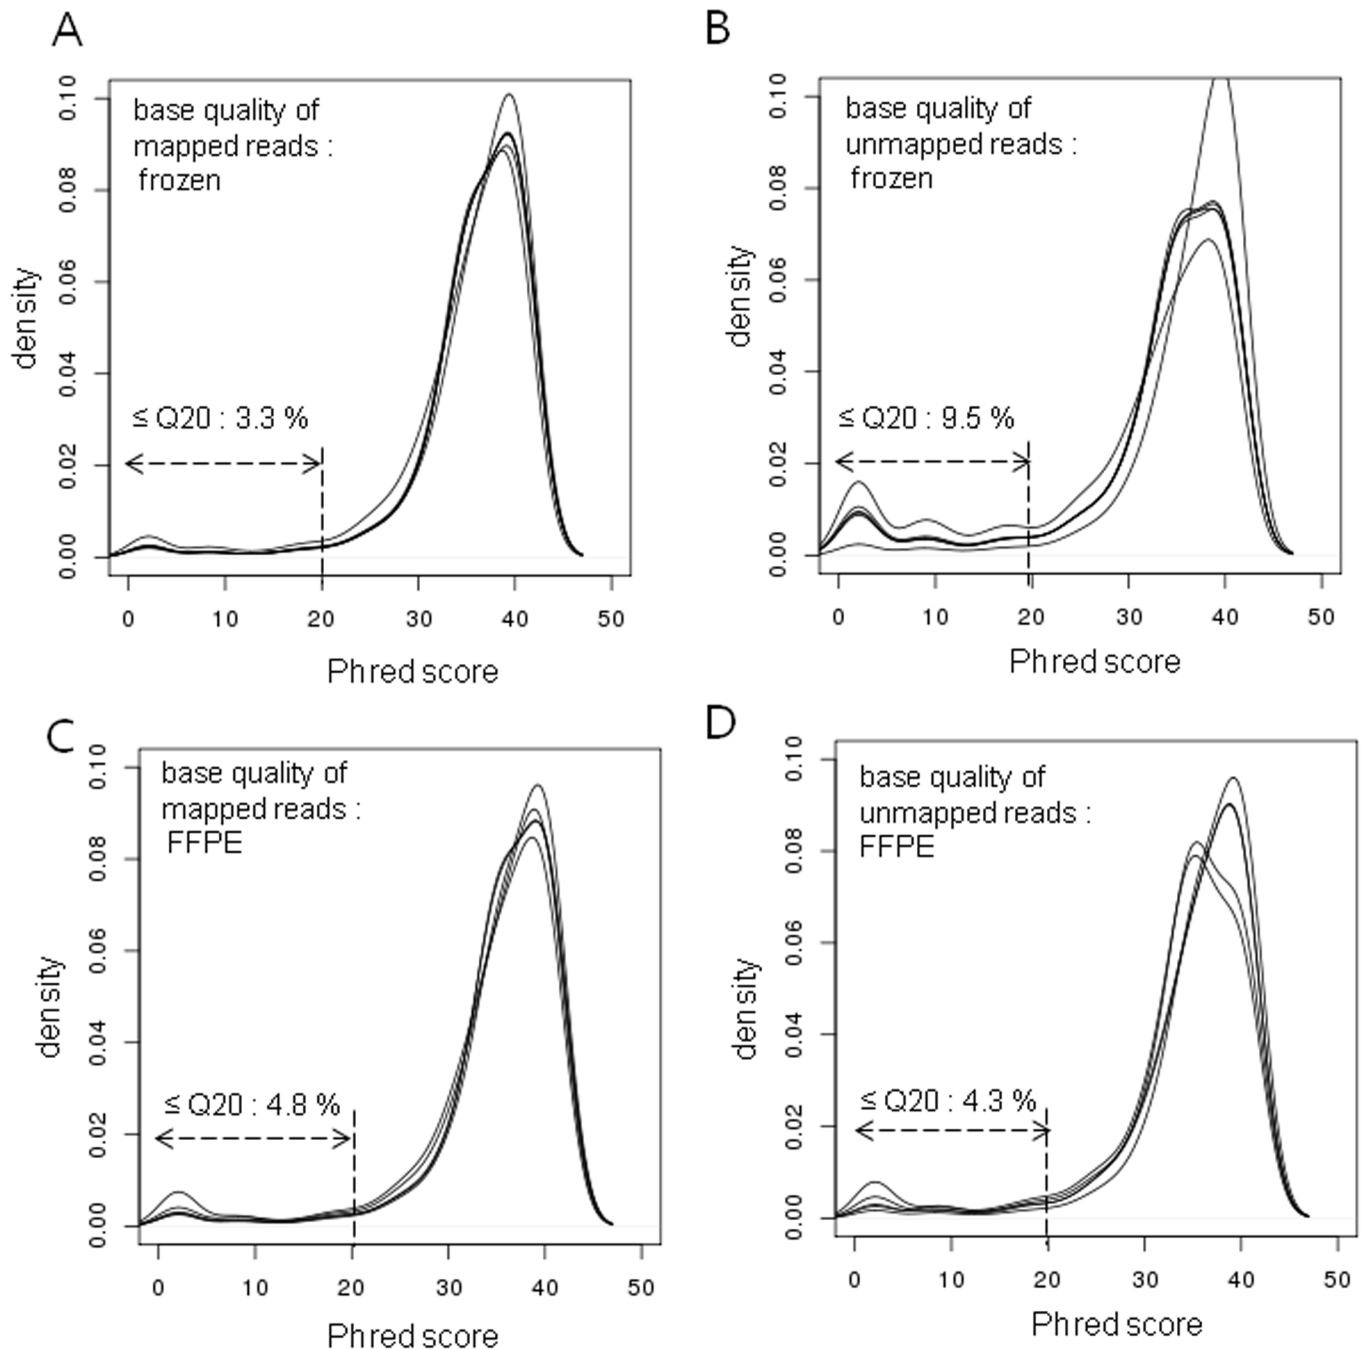 A
base quality of
mapped reads :
frozen
≤ Q20 : 3.3 %
density
0.00 0.02 0.04 0.06 0.08 0.10
0 10 20 30 40 50
Phred score
B
base quality of
unmapped reads :
frozen
≤ Q20 : 9.5 %
density
0.00 0.02 0.04 0.06 0.08 0.10
0 10 20 30 40 50
Phred score
C
base quality of
mapped reads :
FFPE
≤ Q20 : 4.8 %
density
0.00 0.02 0.04 0.06 0.08 0.10
0 10 20 30 40 50
Phred score
D
base quality of
unmapped reads :
FFPE
≤ Q20 : 4.3 %
density
0.00 0.02 0.04 0.06 0.08 0.10
0 10 20 30 40 50
Phred score